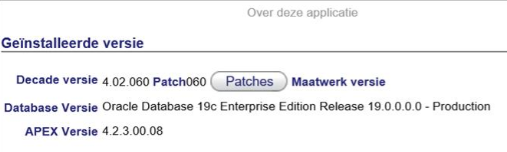 Over deze applicatie
Geïnstalleerde versie
Decade versie 4.02.060 Patch060 Patches Maatwerk versie
Database Versie Oracle Database 19c Enterprise Edition Release 19.0.0.0.0 - Production
APEX Versie 4.2.3.00.08